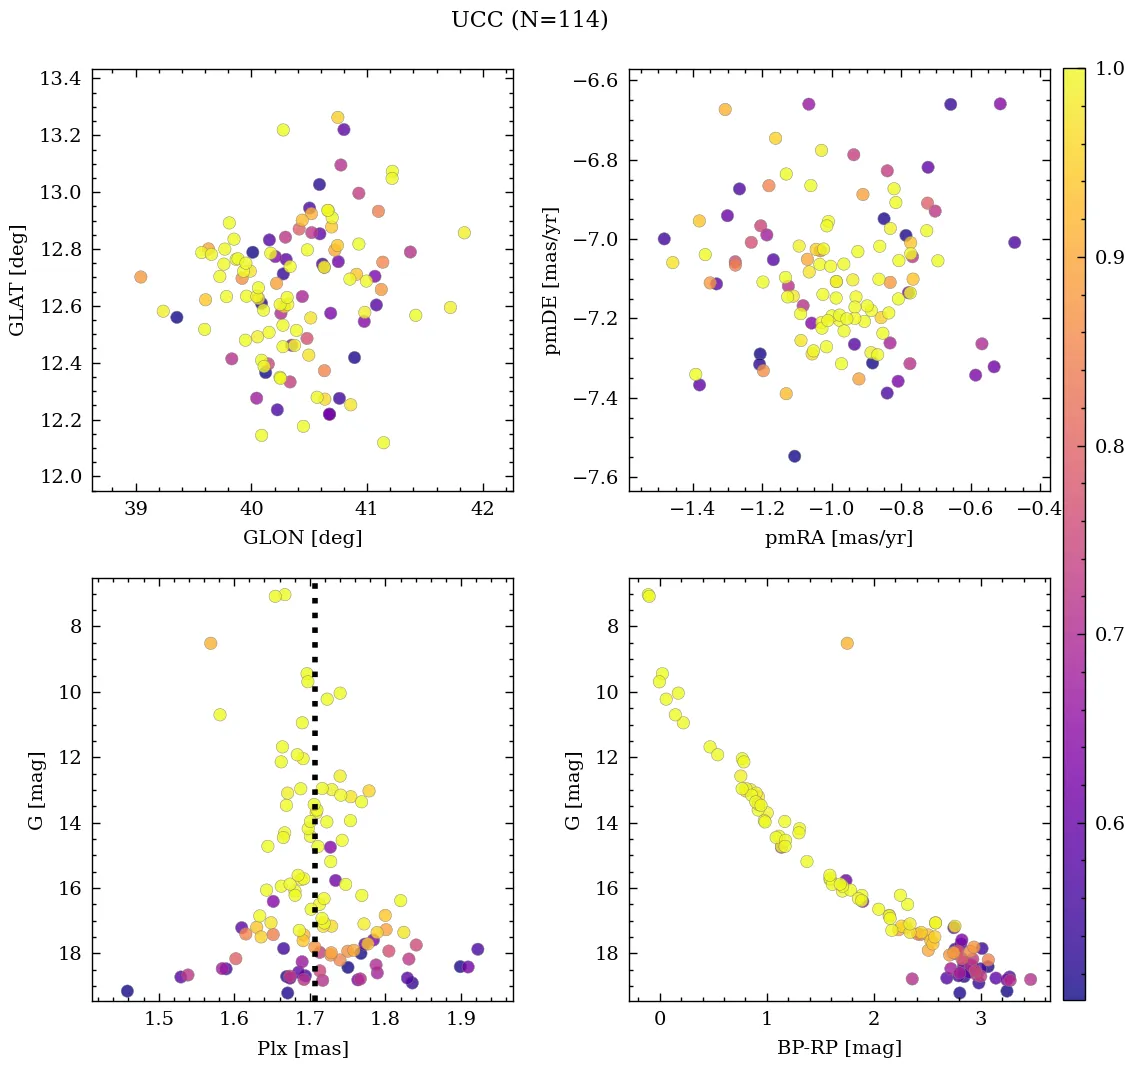 UCC (N=114)
13.4
13.2
13.0
12.8
12.6
12.4
12.2
12.0
GLAT [deg]
39 40 41 42
GLON [deg]
−6.6
−6.8
−7.0
−7.2
−7.4
−7.6
pmDE [mas/yr]
−1.4 −1.2 −1.0 −0.8 −0.6 −0.4
pmRA [mas/yr]
8
10
12
14
16
18
G [mag]
1.5 1.6 1.7 1.8 1.9
Plx [mas]
8
10
12
14
16
18
G [mag]
0 1 2 3
BP-RP [mag]
1.0
0.9
0.8
0.7
0.6